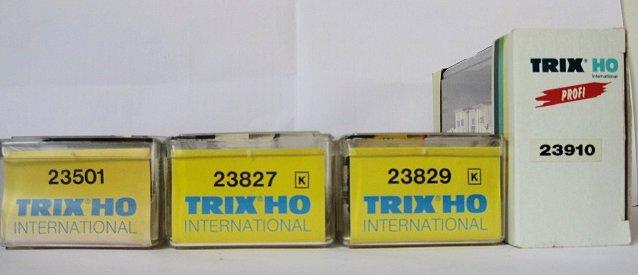 23501
TRIX® HO
INTERNATIONAL
23827 K
TRIX® HO
INTERNATIONAL
23829 K
TRIX® HO
INTERNATIONAL
TRIX® HO
International
PROFI
23910